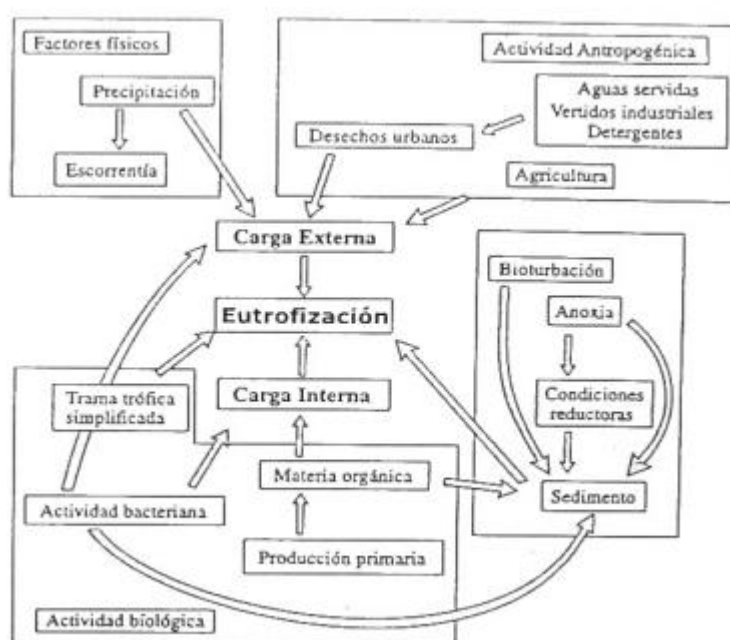 Factores físicos
Precipitación
Escorrentía
Actividad Antropogénica
Aguas servidas
Vertidos industriales
Detergentes
Desechos urbanos
Agricultura
Carga Externa
Eutrofización
Carga Interna
Bioturbación
Anoxia
Condiciones
reductoras
Sedimento
Trama trófica
simplificada
Materia orgánica
Actividad bacteriana
Producción primaria
Actividad biológica